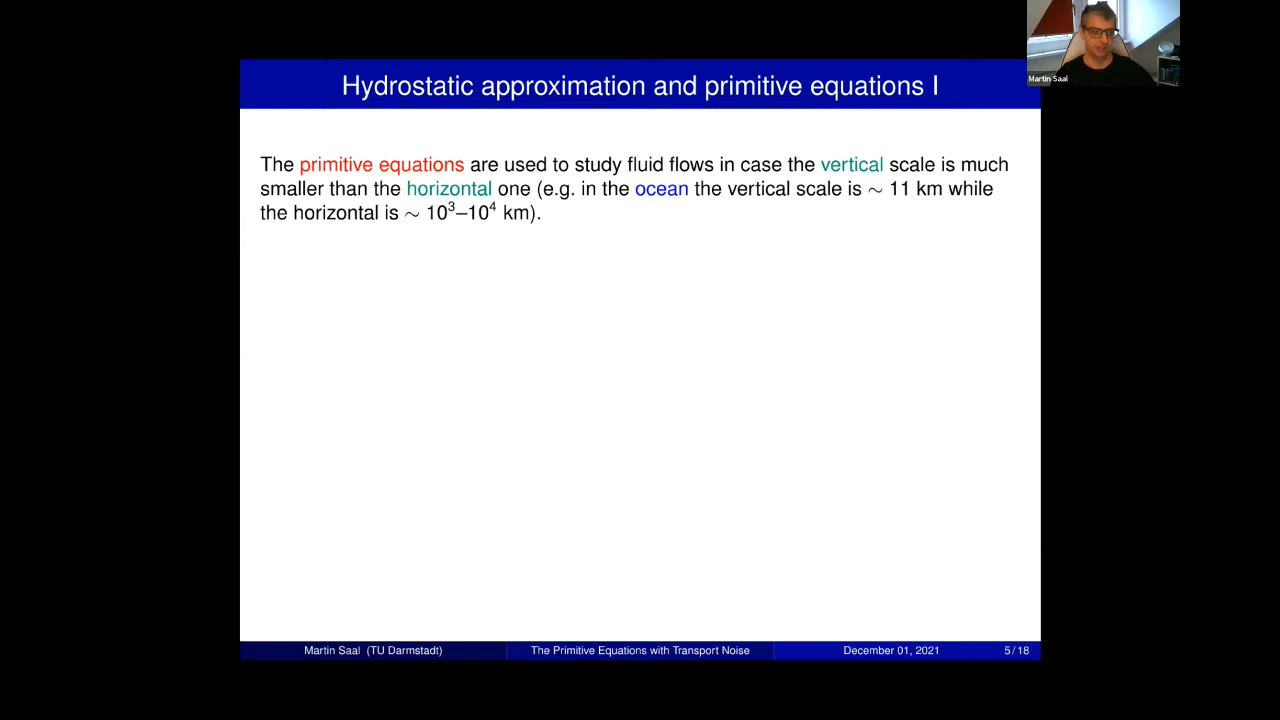 Martin Saal
Hydrostatic approximation and primitive equations I
The primitive equations are used to study fluid flows in case the vertical scale is much
smaller than the horizontal one (e.g. in the ocean the vertical scale is ∼ 11 km while
the horizontal is ∼ 10³–10⁴ km).
Martin Saal (TU Darmstadt)
The Primitive Equations with Transport Noise
December 01, 2021
5 / 18